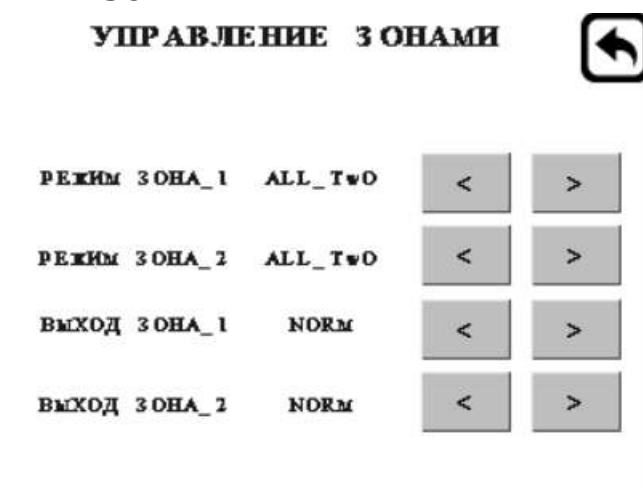 УПРАВЛЕНИЕ ЗОНАМИ
РЕЖИМ ЗОНА_1 ALL_TwO < >
РЕЖИМ ЗОНА_2 ALL_TwO < >
ВЫХОД ЗОНА_1 NORM < >
ВЫХОД ЗОНА_2 NORM < >